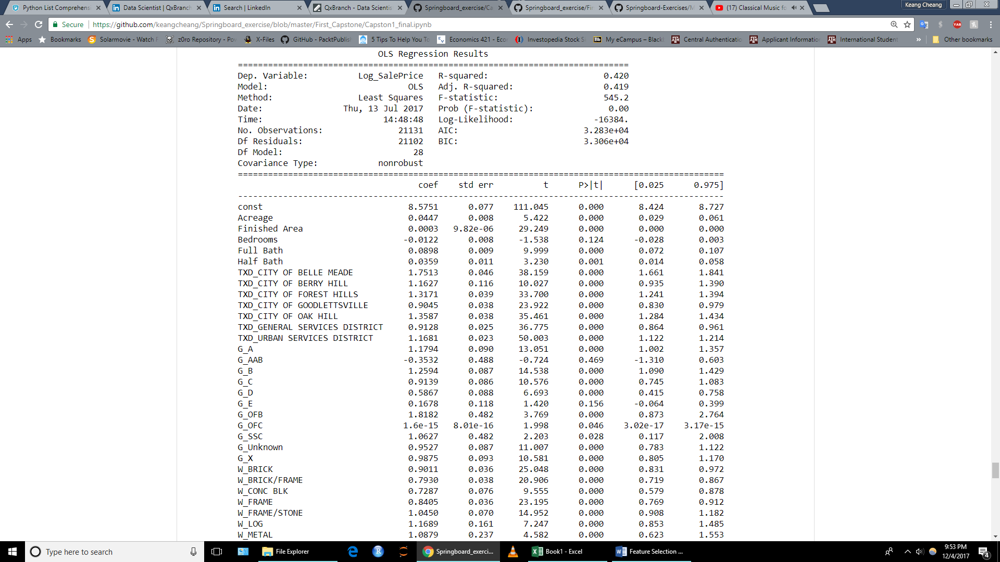 Python List Comprehens
Data Scientist | QxBranch
Search | LinkedIn
QxBranch - Data Scientis
Springboard_exercise/Ca
Springboard_exercise/Fir
Springboard-Exercises/M
(17) Classical Music fo
Keang Cheang
Secure
https://github.com/keangcheang/Springboard_exercise/blob/master/First_Capstone/Capston1_final.ipynb
Apps
Bookmarks
Solarmovie - Watch F
z0ro Repository - Pow
X-Files
GitHub - PacktPublish
5 Tips To Help You To
Economics 421 - Econ
Investopedia Stock Si
My eCampus – Black
Central Authenticatio
Applicant Information
International Student
»
Other bookmarks
OLS Regression Results
==============================================================================
Dep. Variable: Log_SalePrice R-squared: 0.420
Model: OLS Adj. R-squared: 0.419
Method: Least Squares F-statistic: 545.2
Date: Thu, 13 Jul 2017 Prob (F-statistic): 0.00
Time: 14:48:48 Log-Likelihood: -16384.
No. Observations: 21131 AIC: 3.283e+04
Df Residuals: 21102 BIC: 3.306e+04
Df Model: 28
Covariance Type: nonrobust
=================================================================================================
coef std err t P>|t| [0.025 0.975]
-------------------------------------------------------------------------------------------------
const 8.5751 0.077 111.045 0.000 8.424 8.727
Acreage 0.0447 0.008 5.422 0.000 0.029 0.061
Finished Area 0.0003 9.82e-06 29.249 0.000 0.000 0.000
Bedrooms -0.0122 0.008 -1.538 0.124 -0.028 0.003
Full Bath 0.0898 0.009 9.999 0.000 0.072 0.107
Half Bath 0.0359 0.011 3.230 0.001 0.014 0.058
TXD_CITY OF BELLE MEADE 1.7513 0.046 38.159 0.000 1.661 1.841
TXD_CITY OF BERRY HILL 1.1627 0.116 10.027 0.000 0.935 1.390
TXD_CITY OF FOREST HILLS 1.3171 0.039 33.700 0.000 1.241 1.394
TXD_CITY OF GOODLETTSVILLE 0.9045 0.038 23.922 0.000 0.830 0.979
TXD_CITY OF OAK HILL 1.3587 0.038 35.461 0.000 1.284 1.434
TXD_GENERAL SERVICES DISTRICT 0.9128 0.025 36.775 0.000 0.864 0.961
TXD_URBAN SERVICES DISTRICT 1.1681 0.023 50.003 0.000 1.122 1.214
G_A 1.1794 0.090 13.051 0.000 1.002 1.357
G_AAB -0.3532 0.488 -0.724 0.469 -1.310 0.603
G_B 1.2594 0.087 14.538 0.000 1.090 1.429
G_C 0.9139 0.086 10.576 0.000 0.745 1.083
G_D 0.5867 0.088 6.693 0.000 0.415 0.758
G_E 0.1678 0.118 1.420 0.156 -0.064 0.399
G_OFB 1.8182 0.482 3.769 0.000 0.873 2.764
G_OFC 1.6e-15 8.01e-16 1.998 0.046 3.02e-17 3.17e-15
G_SSC 1.0627 0.482 2.203 0.028 0.117 2.008
G_Unknown 0.9527 0.087 11.007 0.000 0.783 1.122
G_X 0.9875 0.093 10.581 0.000 0.805 1.170
W_BRICK 0.9011 0.036 25.048 0.000 0.831 0.972
W_BRICK/FRAME 0.7930 0.038 20.906 0.000 0.719 0.867
W_CONC BLK 0.7287 0.076 9.555 0.000 0.579 0.878
W_FRAME 0.8405 0.036 23.195 0.000 0.769 0.912
W_FRAME/STONE 1.0450 0.070 14.952 0.000 0.908 1.182
W_LOG 1.1689 0.161 7.247 0.000 0.853 1.485
W_METAL 1.0879 0.237 4.582 0.000 0.623 1.553
Type here to search
File Explorer
Springboard_exerci...
Book1 - Excel
Feature Selection ...
9:53 PM
12/4/2017
4